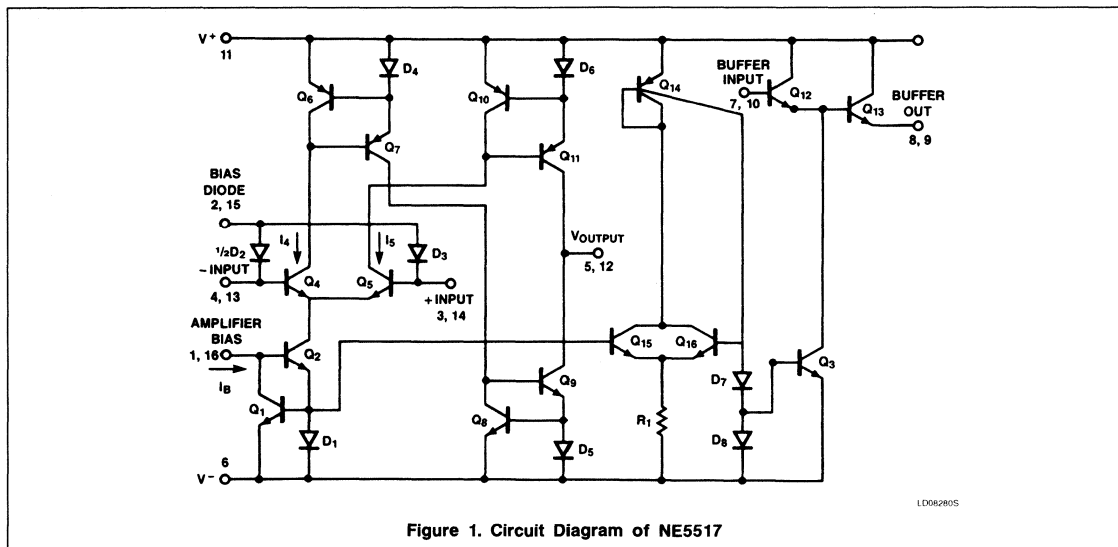 V+
11
D4
D6
Q6
Q10
Q14
BUFFER
INPUT
7, 10
Q12
Q13
BUFFER
OUT
8, 9
Q7
Q11
BIAS
DIODE
2, 15
½D2
I4
I5
D3
VOUTPUT
5, 12
–INPUT
4, 13
Q4
Q5
+INPUT
3, 14
AMPLIFIER
BIAS
1, 16
IB
Q2
Q15
Q16
D7
Q3
Q1
D1
Q8
Q9
D5
R1
D8
6
V–
LD08280S
Figure 1. Circuit Diagram of NE5517